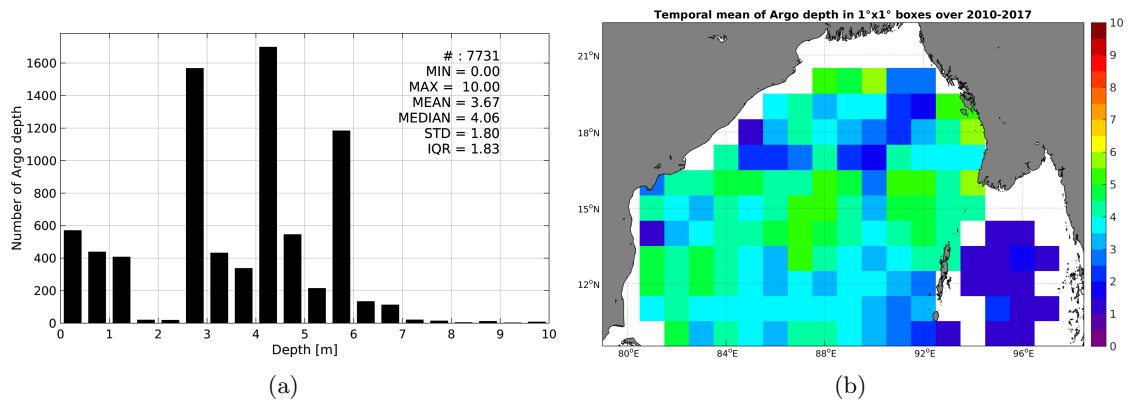 # : 7731
MIN = 0.00
MAX = 10.00
MEAN = 3.67
MEDIAN = 4.06
STD = 1.80
IQR = 1.83
Number of Argo depth
1600
1400
1200
1000
800
600
400
200
0
0 1 2 3 4 5 6 7 8 9 10
Depth [m]
(a)
Temporal mean of Argo depth in 1°x1° boxes over 2010-2017
21°N
18°N
15°N
12°N
80°E 84°E 88°E 92°E 96°E
10
9
8
7
6
5
4
3
2
1
0
(b)